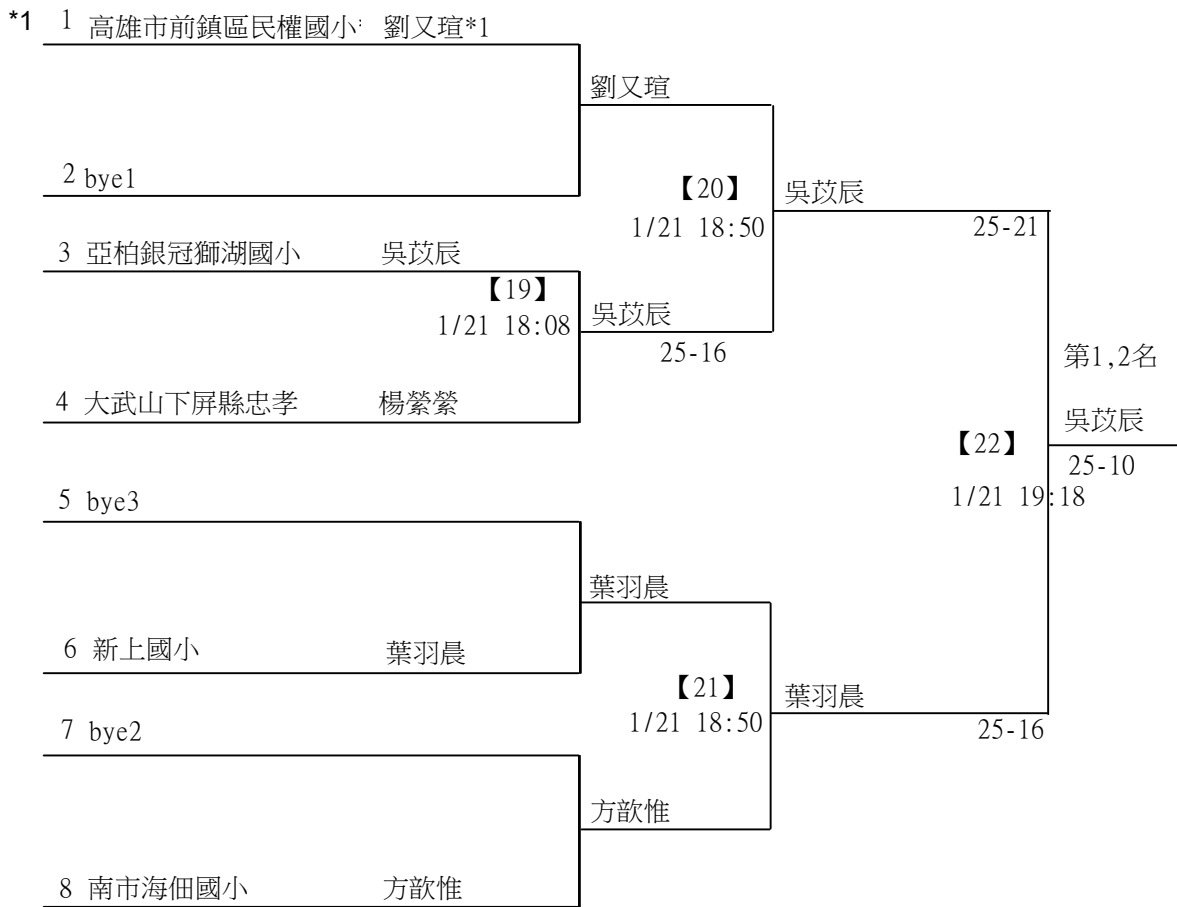 *1
1 高雄市前鎮區民權國小 劉又瑄*1
劉又瑄
2 bye1
【20】
1/21 18:50
吳苡辰
25-21
3 亞柏銀冠獅湖國小 吳苡辰
【19】
1/21 18:08
吳苡辰
25-16
4 大武山下屏縣忠孝 楊縈縈
第1,2名
吳苡辰
【22】
25-10
1/21 19:18
5 bye3
葉羽晨
6 新上國小 葉羽晨
【21】
1/21 18:50
葉羽晨
25-16
7 bye2
方歆惟
8 南市海佃國小 方歆惟